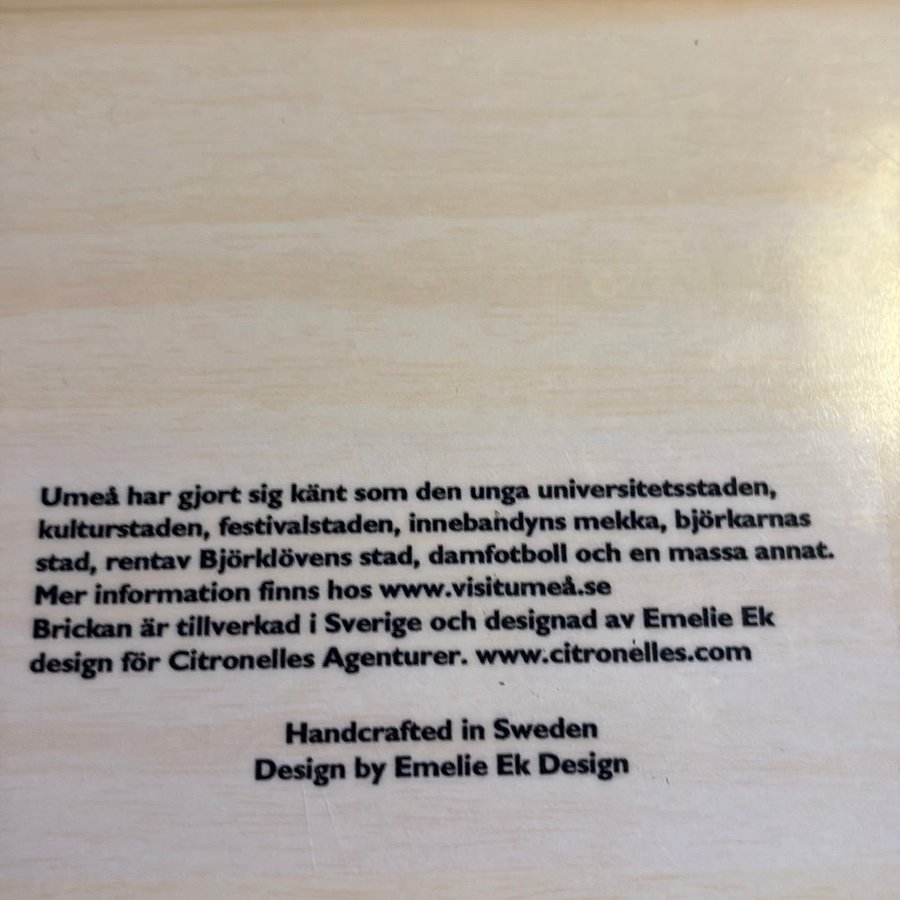 Umeå har gjort sig känt som den unga universitetsstaden,
kulturstaden, festivalstaden, innebandyns mekka, björkarnas
stad, rentav Björklövens stad, damfotboll och en massa annat.
Mer information finns hos www.visitumeå.se
Brickan är tillverkad i Sverige och designad av Emelie Ek
design för Citronelles Agenturer. www.citronelles.com
Handcrafted in Sweden
Design by Emelie Ek Design